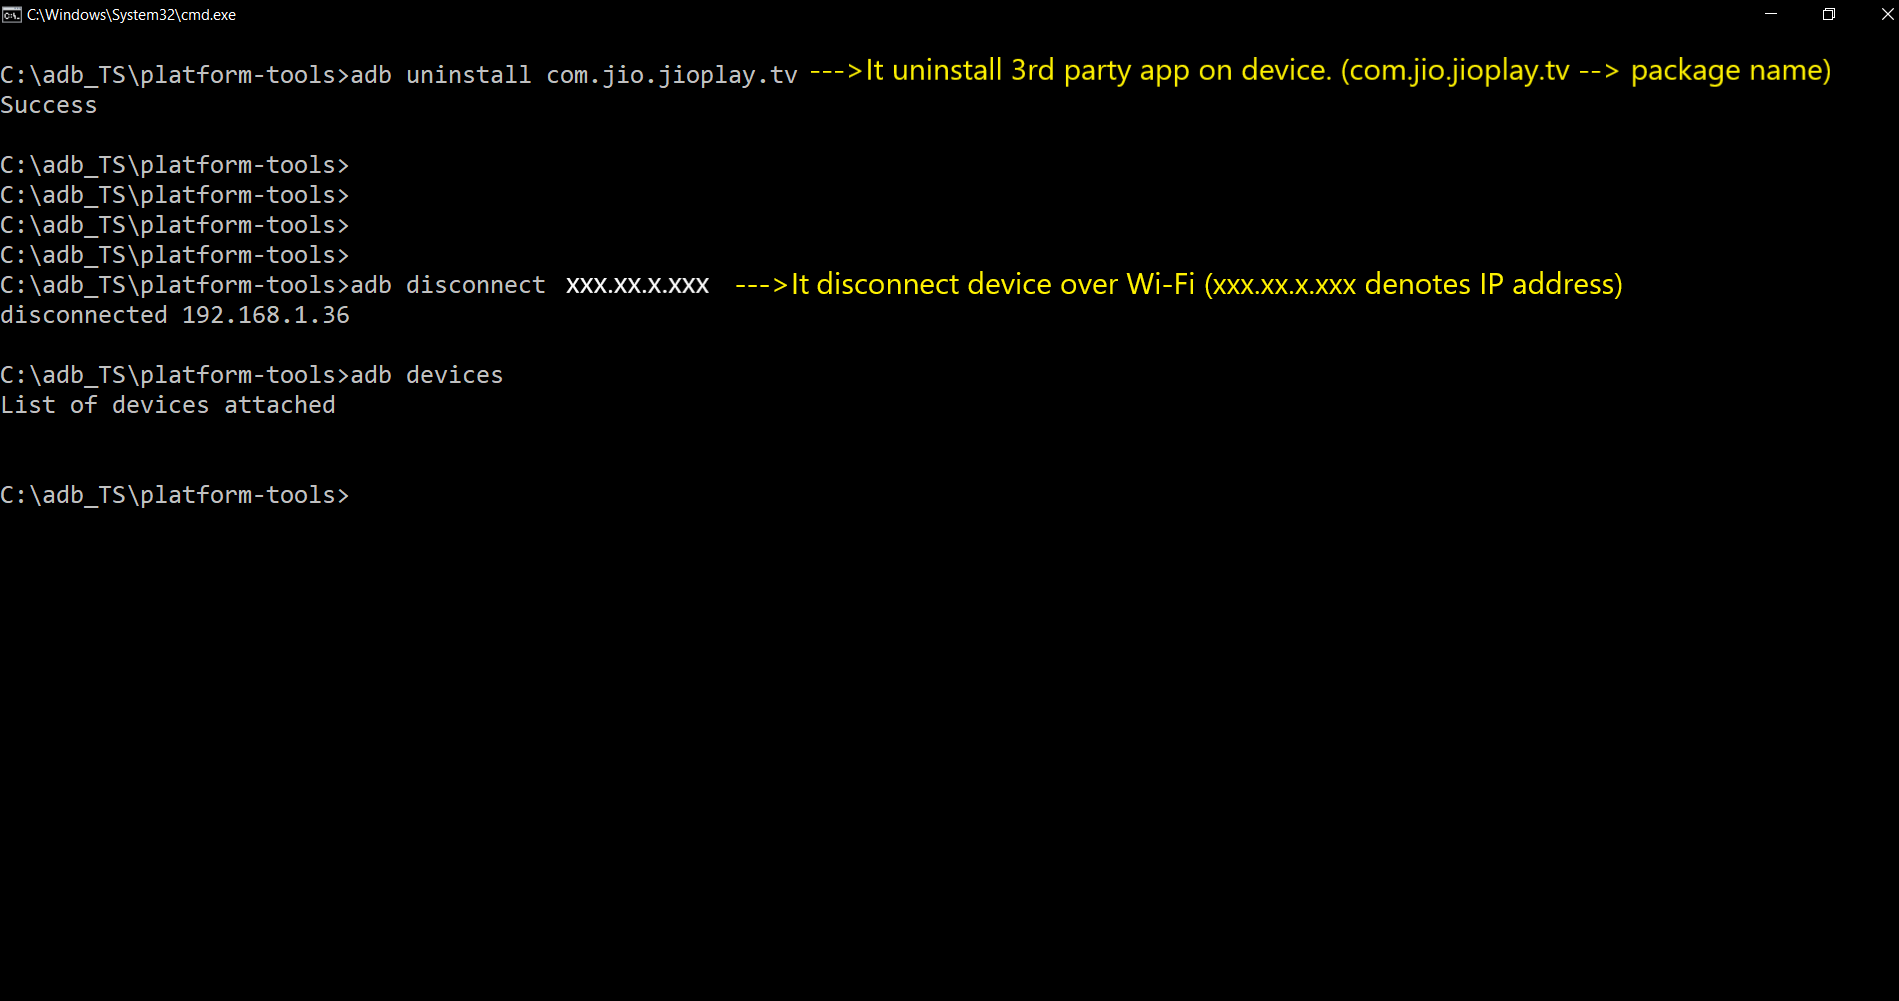 C:\Windows\System32\cmd.exe
C:\adb_TS\platform-tools>adb uninstall com.jio.jioplay.tv --->It uninstall 3rd party app on device. (com.jio.jioplay.tv --> package name)
Success
C:\adb_TS\platform-tools>
C:\adb_TS\platform-tools>
C:\adb_TS\platform-tools>
C:\adb_TS\platform-tools>
C:\adb_TS\platform-tools>adb disconnect xxx.xx.x.xxx --->It disconnect device over Wi-Fi (xxx.xx.x.xxx denotes IP address)
disconnected 192.168.1.36
C:\adb_TS\platform-tools>adb devices
List of devices attached
C:\adb_TS\platform-tools>